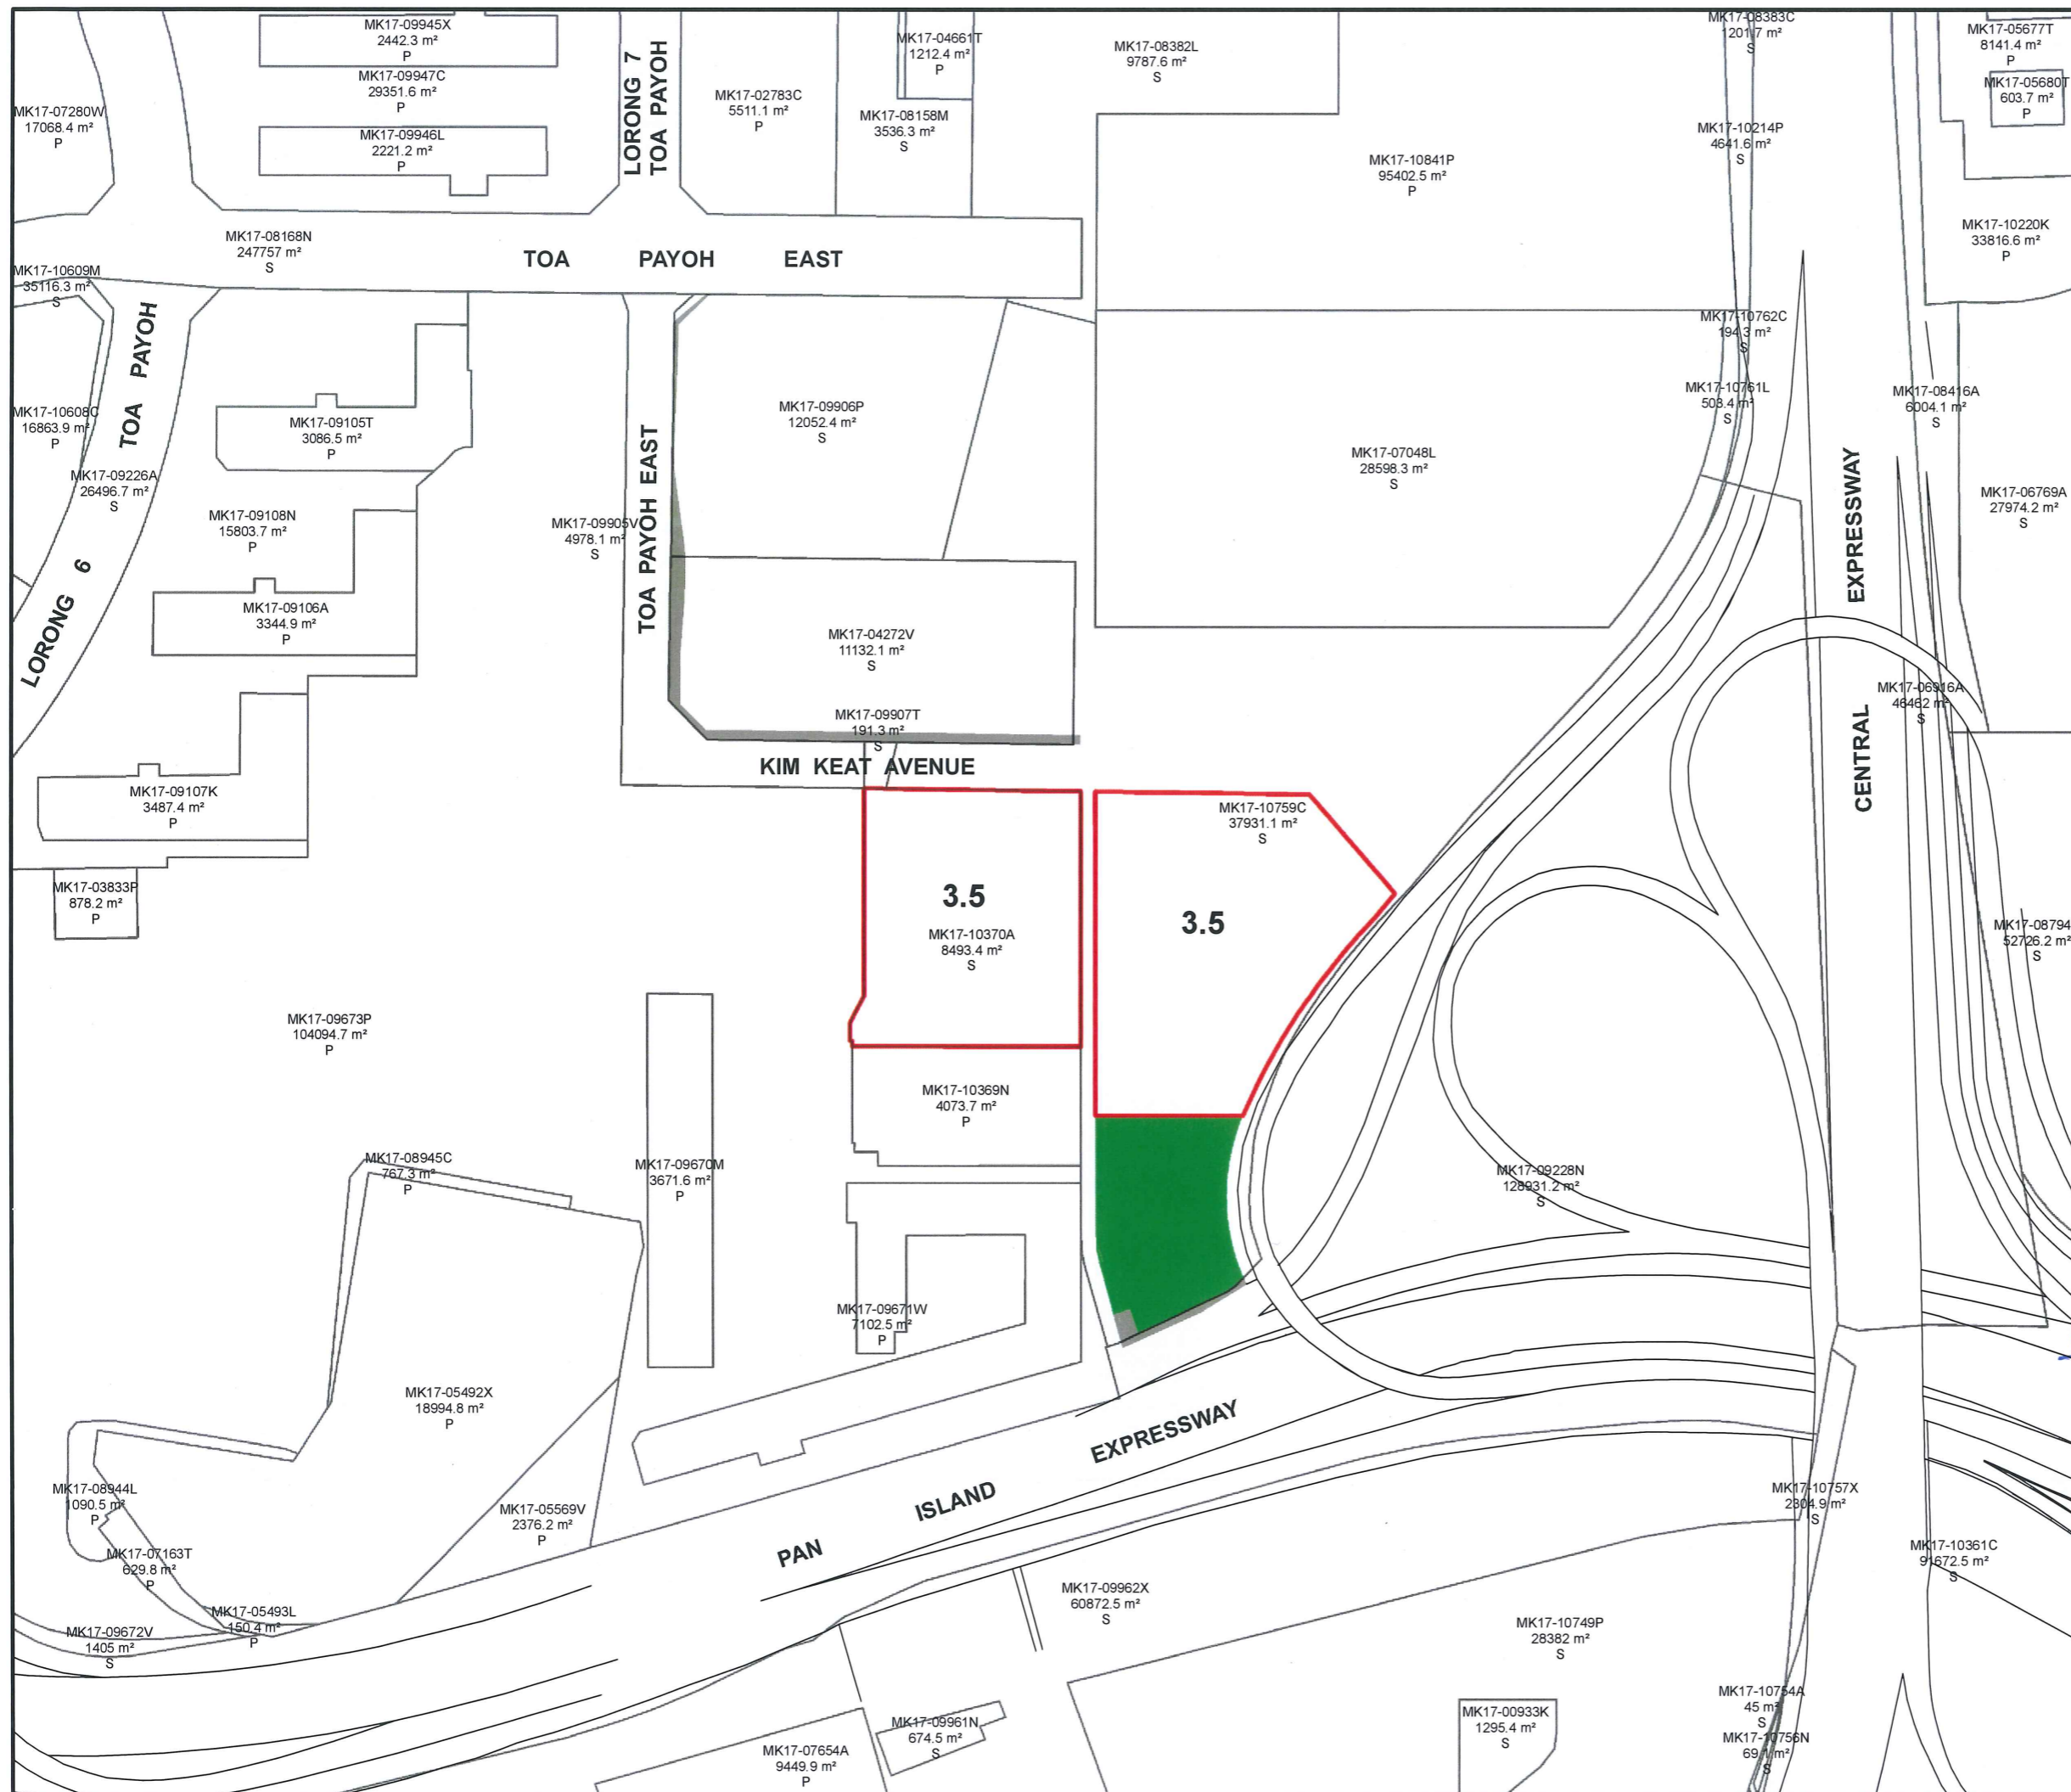 MK17-09945X
2442.3 m²
P
MK17-09947C
29351.6 m²
P
MK17-09946L
2221.2 m²
P
MK17-07280W
17068.4 m²
P
LORONG 7
TOA PAYOH
MK17-02783C
5511.1 m²
P
MK17-04661T
1212.4 m²
P
MK17-08158M
3536.3 m²
S
MK17-08382L
9787.6 m²
S
MK17-10841P
95402.5 m²
P
MK17-08383C
1201.7 m²
S
MK17-10214P
4641.6 m²
S
MK17-05677T
8141.4 m²
P
MK17-05680T
603.7 m²
P
MK17-10220K
33816.6 m²
P
MK17-08168N
247757 m²
S
TOA PAYOH EAST
MK17-10609M
35116.3 m²
S
TOA PAYOH
LORONG 6
MK17-10608C
16863.9 m²
P
MK17-09226A
26496.7 m²
S
MK17-09105T
3086.5 m²
P
MK17-09108N
15803.7 m²
P
MK17-09106A
3344.9 m²
P
MK17-09107K
3487.4 m²
P
MK17-03833P
878.2 m²
P
MK17-09905V
4978.1 m²
S
TOA PAYOH EAST
MK17-09906P
12052.4 m²
S
MK17-04272V
11132.1 m²
S
MK17-09907T
191.3 m²
S
KIM KEAT AVENUE
MK17-07048L
28598.3 m²
S
MK17-10762C
194.3 m²
S
MK17-10761L
503.4 m²
S
CENTRAL EXPRESSWAY
MK17-08416A
6004.1 m²
S
MK17-06769A
27974.2 m²
S
MK17-06916A
46462 m²
S
MK17-10759C
37931.1 m²
S
3.5
3.5
MK17-10370A
8493.4 m²
S
MK17-08794
52726.2 m²
S
MK17-09673P
104094.7 m²
P
MK17-10369N
4073.7 m²
P
MK17-08945C
767.3 m²
P
MK17-09670M
3671.6 m²
P
MK17-09228N
128931.2 m²
S
MK17-09671W
7102.5 m²
P
MK17-05492X
18994.8 m²
P
MK17-08944L
1090.5 m²
P
MK17-05569V
2376.2 m²
P
MK17-07163T
629.8 m²
P
MK17-05493L
150.4 m²
P
MK17-09672V
1405 m²
S
PAN ISLAND EXPRESSWAY
MK17-10757X
2304.9 m²
S
MK17-10361C
91672.5 m²
S
MK17-09962X
60872.5 m²
S
MK17-10749P
28382 m²
S
MK17-10754A
45 m²
S
MK17-10756N
69.1 m²
S
MK17-00933K
1295.4 m²
S
MK17-09961N
674.5 m²
S
MK17-07654A
9449.9 m²
P